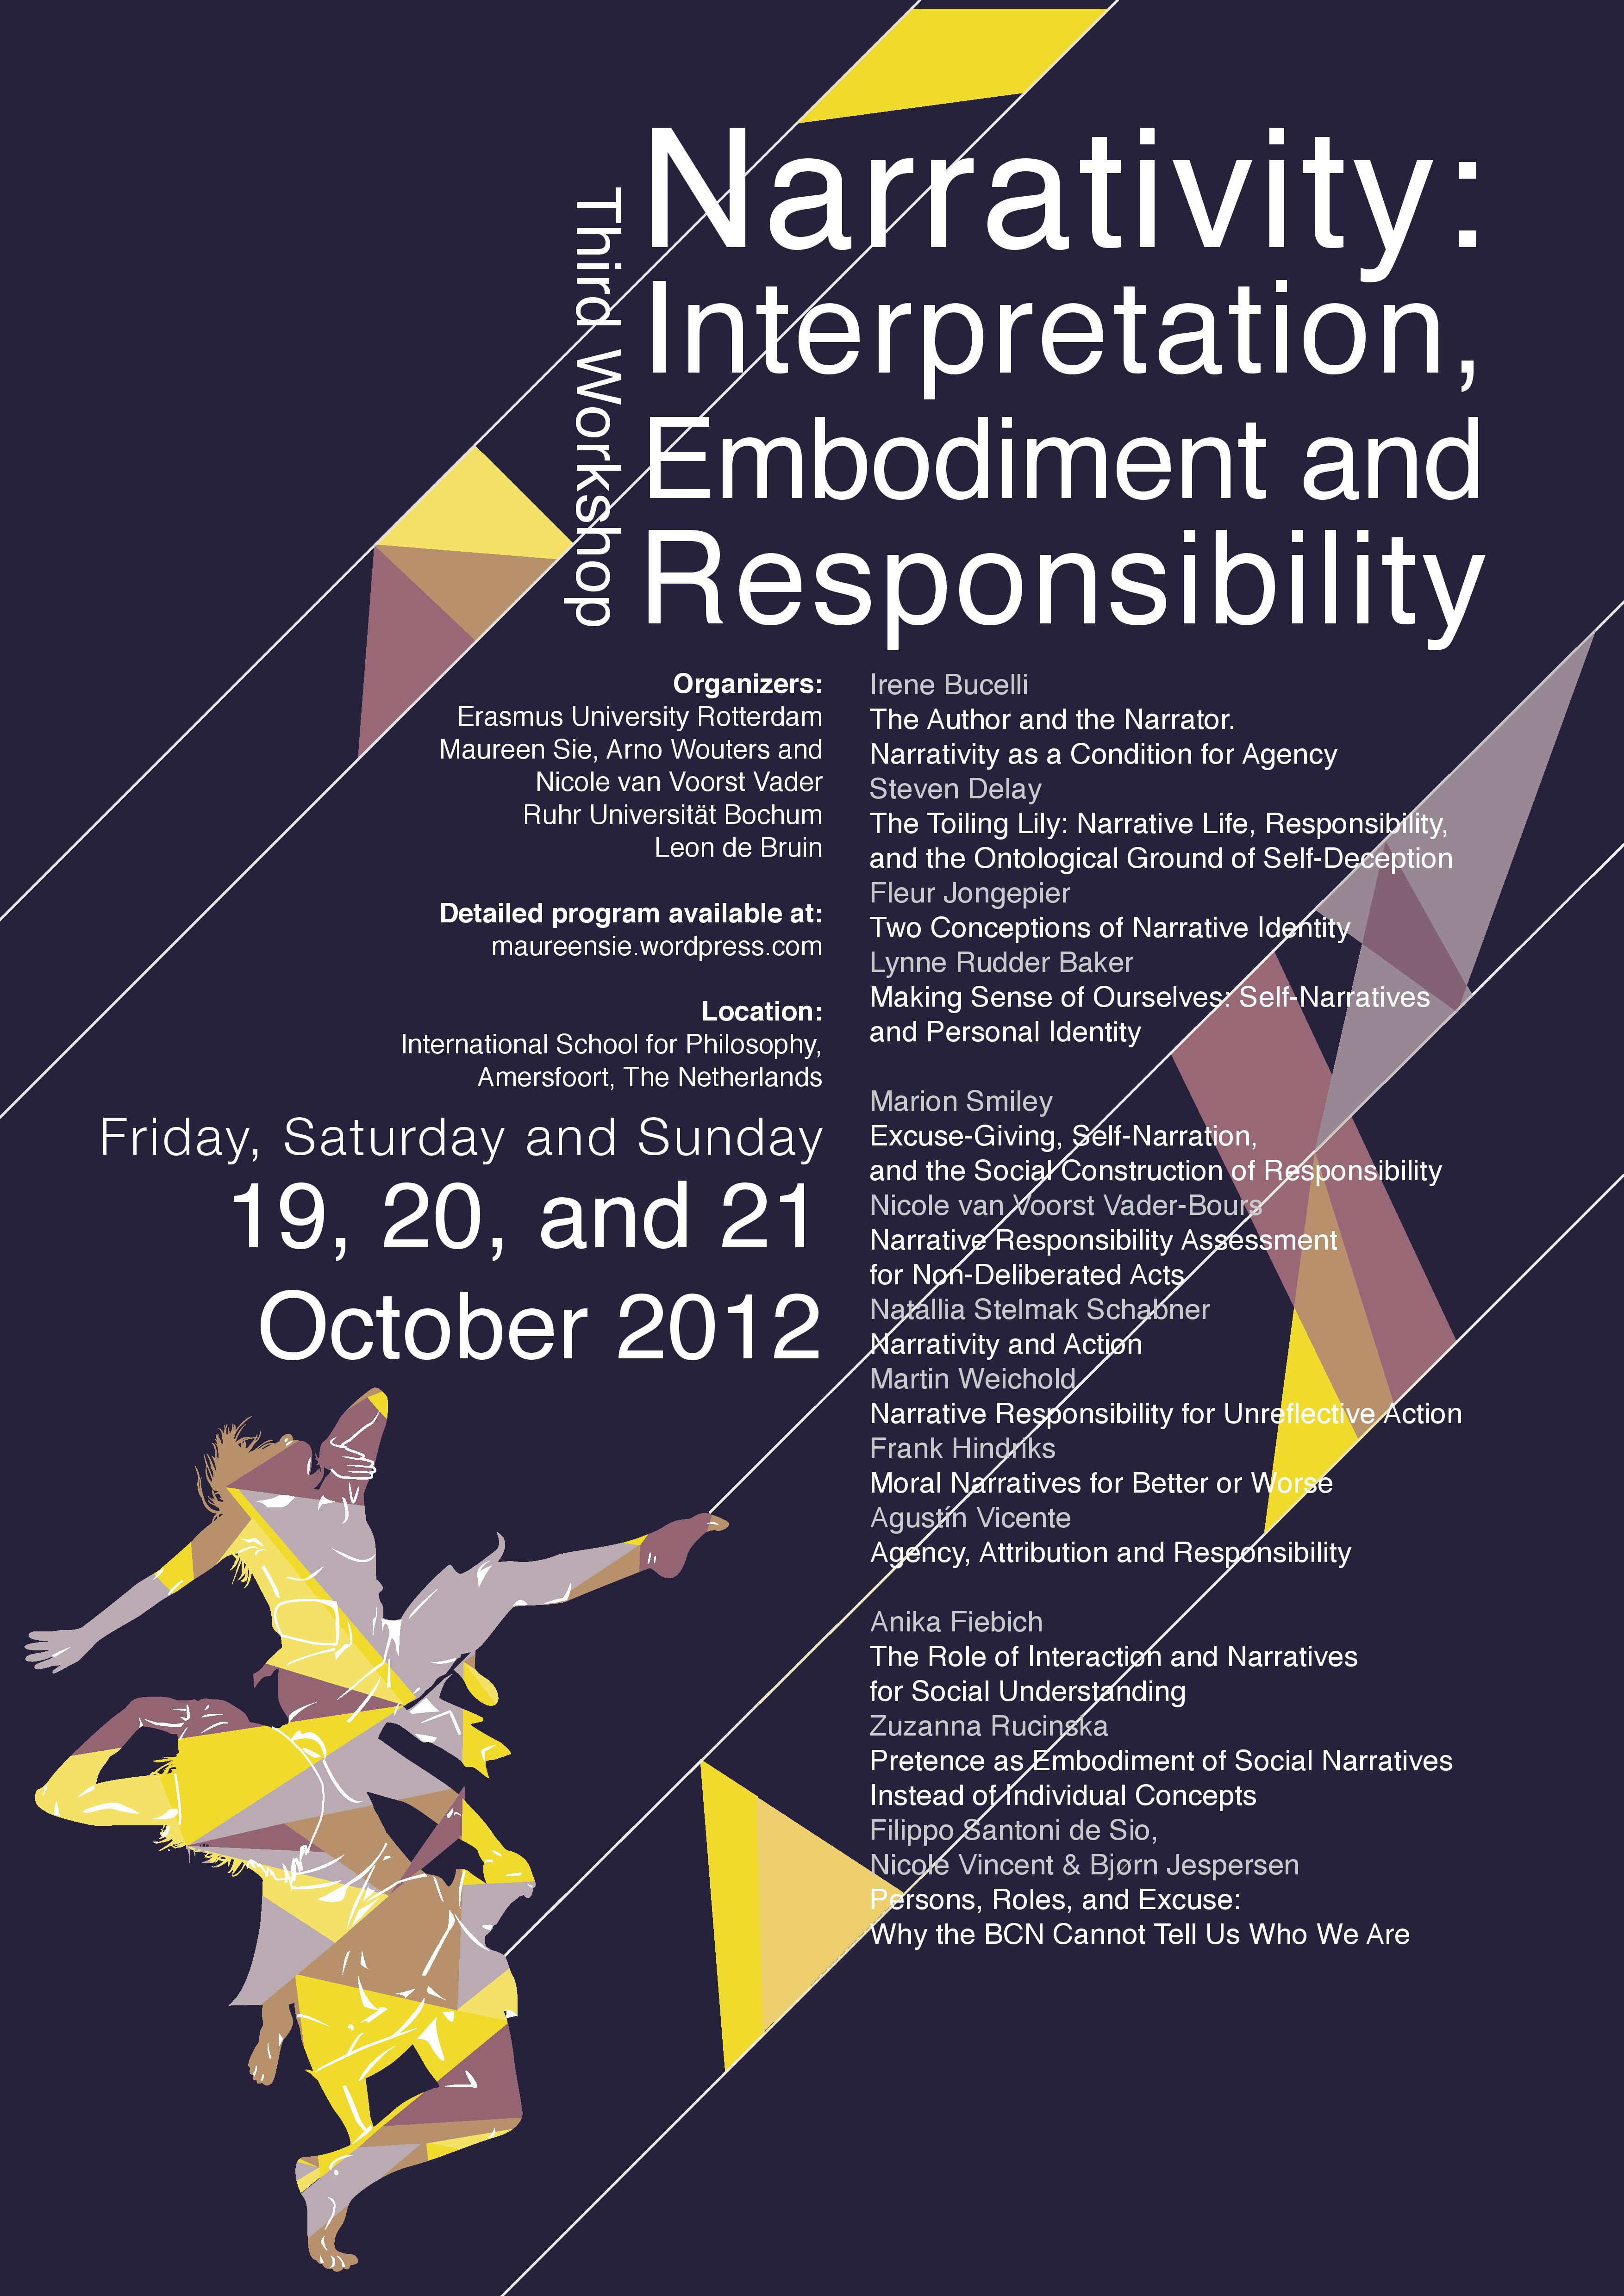 Third Workshop
Narrativity:
Interpretation,
Embodiment and
Responsibility
Organizers:
Erasmus University Rotterdam
Maureen Sie, Arno Wouters and
Nicole van Voorst Vader
Ruhr Universität Bochum
Leon de Bruin
Detailed program available at:
maureensie.wordpress.com
Location:
International School for Philosophy,
Amersfoort, The Netherlands
Friday, Saturday and Sunday
19, 20, and 21
October 2012
Irene Bucelli
The Author and the Narrator.
Narrativity as a Condition for Agency
Steven Delay
The Toiling Lily: Narrative Life, Responsibility,
and the Ontological Ground of Self-Deception
Fleur Jongepier
Two Conceptions of Narrative Identity
Lynne Rudder Baker
Making Sense of Ourselves: Self-Narratives
and Personal Identity
Marion Smiley
Excuse-Giving, Self-Narration,
and the Social Construction of Responsibility
Nicole van Voorst Vader-Bours
Narrative Responsibility Assessment
for Non-Deliberated Acts
Natallia Stelmak Schabner
Narrativity and Action
Martin Weichold
Narrative Responsibility for Unreflective Action
Frank Hindriks
Moral Narratives for Better or Worse
Agustín Vicente
Agency, Attribution and Responsibility
Anika Fiebich
The Role of Interaction and Narratives
for Social Understanding
Zuzanna Rucinska
Pretence as Embodiment of Social Narratives
Instead of Individual Concepts
Filippo Santoni de Sio,
Nicole Vincent & Bjørn Jespersen
Persons, Roles, and Excuse:
Why the BCN Cannot Tell Us Who We Are